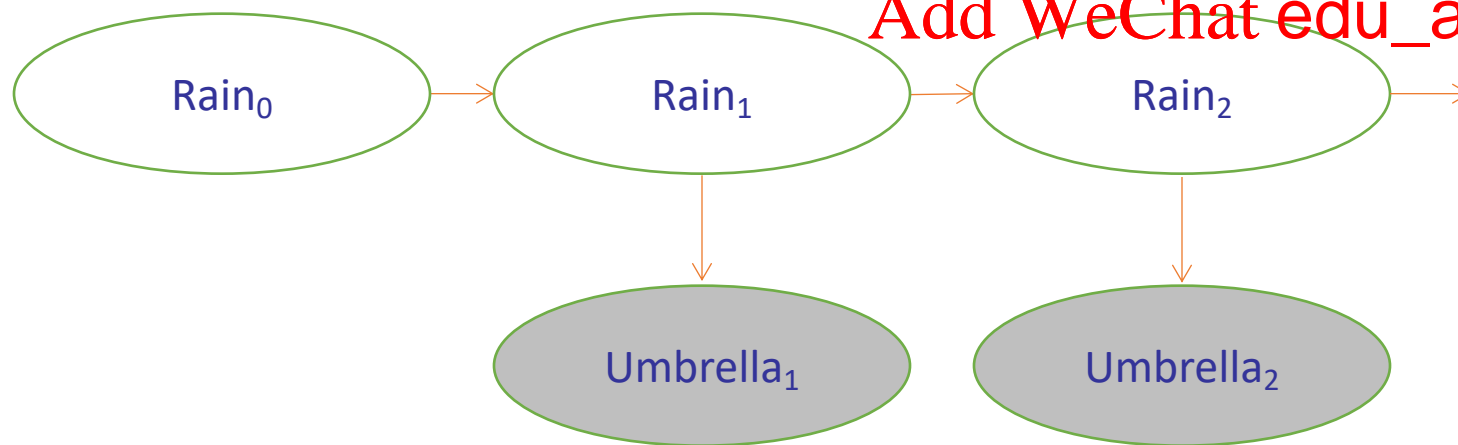 Add WeChat edu_a
Rain₀ Rain₁ Rain₂
Umbrella₁ Umbrella₂